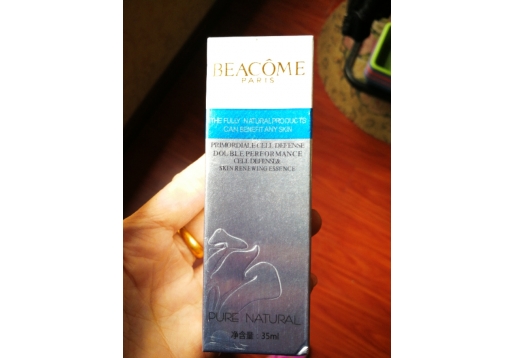 BEACÔME
PARIS
THE FULLY NATURAL PRODUCTS
CAN BENEFIT ANY SKIN
PRIMORDIALE CELL DEFENSE
DOUBLE PERFORMANCE
CELL DEFENSE&
SKIN RENEWING ESSENCE
PURE NATURAL
净含量: 35ml